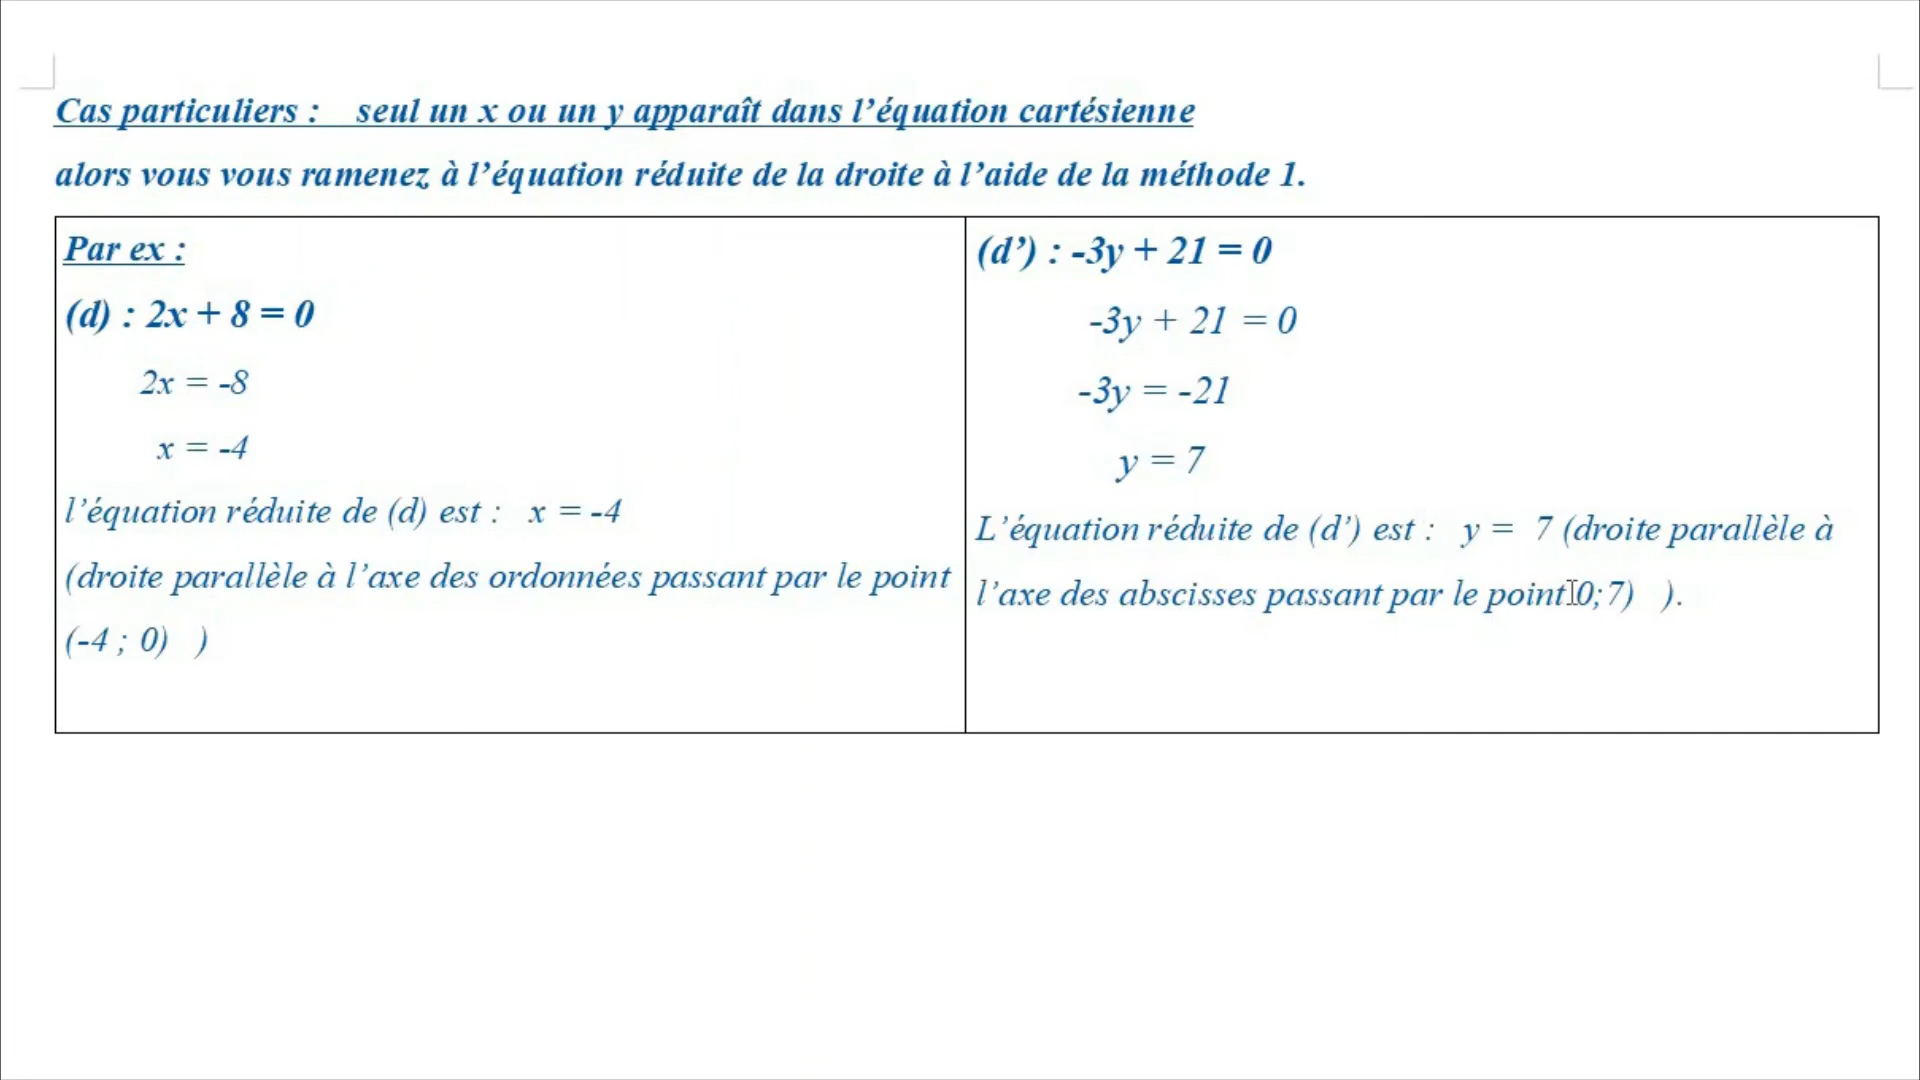 Cas particuliers : seul un x ou un y apparaît dans l’équation cartésienne
alors vous vous ramenez à l’équation réduite de la droite à l’aide de la méthode 1.
Par ex :
(d) : 2x + 8 = 0
2x = -8
x = -4
l’équation réduite de (d) est : x = -4
(droite parallèle à l’axe des ordonnées passant par le point
(-4 ; 0) )
(d’) : -3y + 21 = 0
-3y + 21 = 0
-3y = -21
y = 7
L’équation réduite de (d’) est : y = 7 (droite parallèle à
l’axe des abscisses passant par le point 0;7) ).